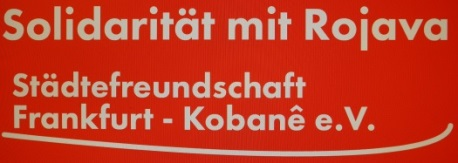 Solidarität mit Rojava
Städtefreundschaft
Frankfurt - Kobanê e.V.